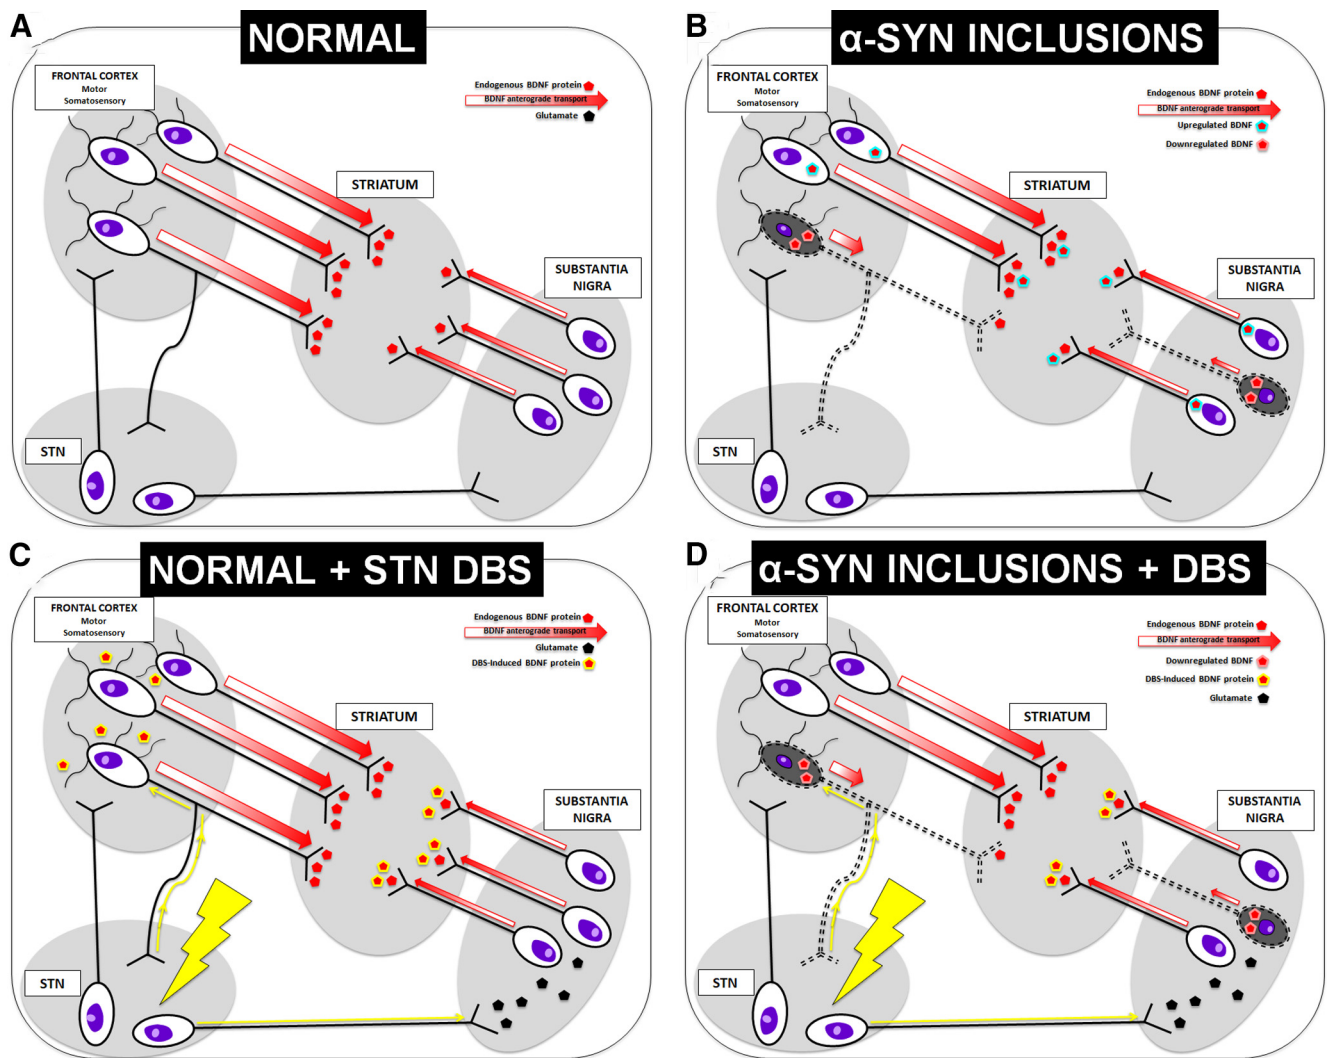 A
NORMAL
FRONTAL CORTEX
Motor
Somatosensory
Endogenous BDNF protein
BDNF anterograde transport
Glutamate
STRIATUM
SUBSTANTIA
NIGRA
STN
B
α-SYN INCLUSIONS
FRONTAL CORTEX
Motor
Somatosensory
Endogenous BDNF protein
BDNF anterograde transport
Upregulated BDNF
Downregulated BDNF
STRIATUM
SUBSTANTIA
NIGRA
STN
C
NORMAL + STN DBS
FRONTAL CORTEX
Motor
Somatosensory
Endogenous BDNF protein
BDNF anterograde transport
Glutamate
DBS-Induced BDNF protein
STRIATUM
SUBSTANTIA
NIGRA
STN
D
α-SYN INCLUSIONS + DBS
FRONTAL CORTEX
Motor
Somatosensory
Endogenous BDNF protein
BDNF anterograde transport
Downregulated BDNF
DBS-Induced BDNF protein
Glutamate
STRIATUM
SUBSTANTIA
NIGRA
STN